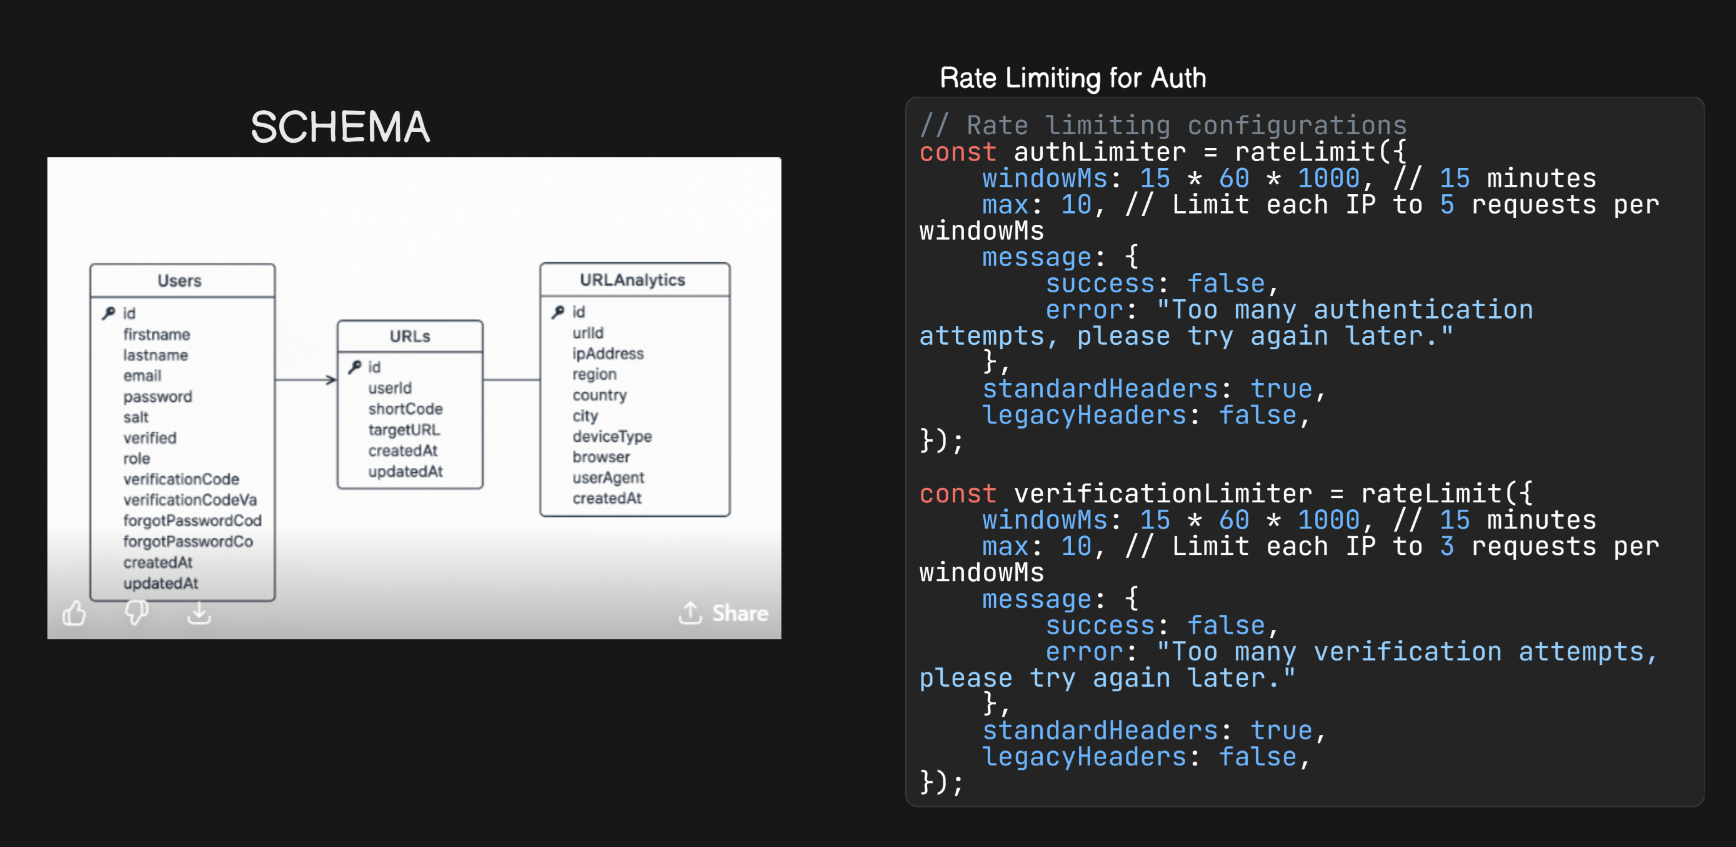 SCHEMA
Users
id
firstname
lastname
email
password
salt
verified
role
verificationCode
verificationCodeVa
forgotPasswordCod
forgotPasswordCo
createdAt
updatedAt
URLs
id
userId
shortCode
targetURL
createdAt
updatedAt
URLAnalytics
id
urlId
ipAddress
region
country
city
deviceType
browser
userAgent
createdAt
Share
Rate Limiting for Auth
// Rate limiting configurations
const authLimiter = rateLimit({
    windowMs: 15 * 60 * 1000, // 15 minutes
    max: 10, // Limit each IP to 5 requests per
windowMs
    message: {
        success: false,
        error: "Too many authentication
attempts, please try again later."
    },
    standardHeaders: true,
    legacyHeaders: false,
});
const verificationLimiter = rateLimit({
    windowMs: 15 * 60 * 1000, // 15 minutes
    max: 10, // Limit each IP to 3 requests per
windowMs
    message: {
        success: false,
        error: "Too many verification attempts,
please try again later."
    },
    standardHeaders: true,
    legacyHeaders: false,
});